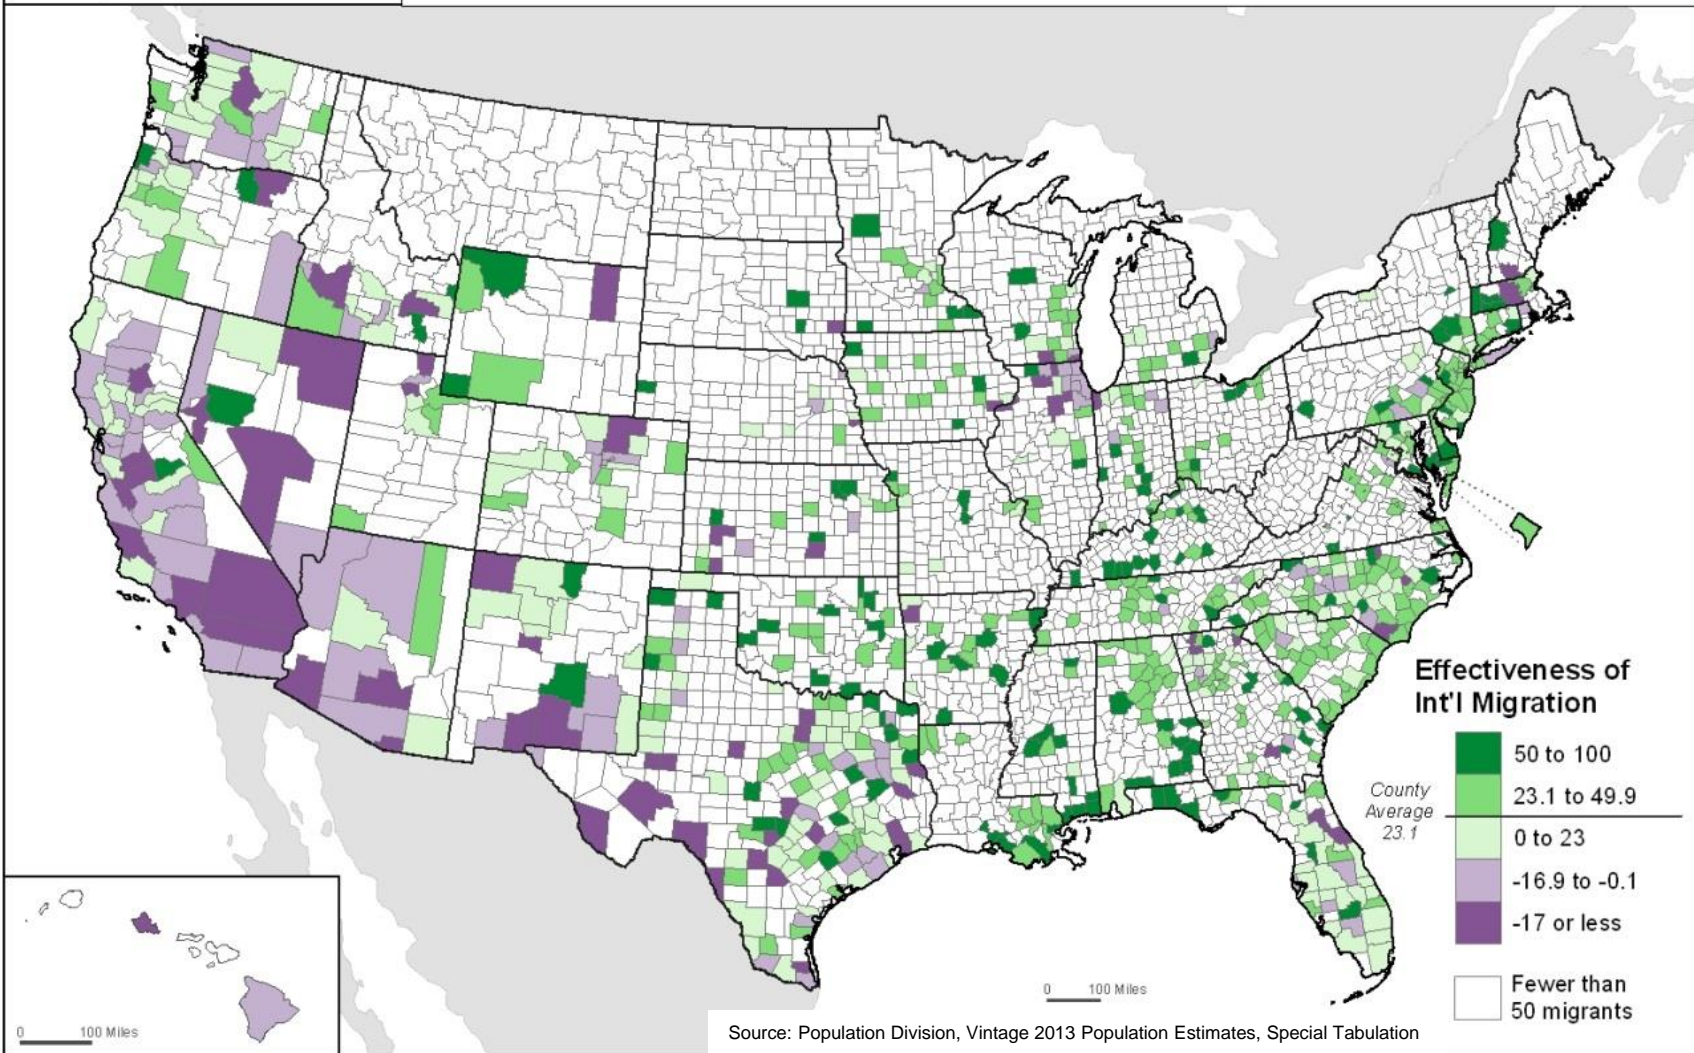 Effectiveness of
Int'l Migration
County
Average
23.1
50 to 100
23.1 to 49.9
0 to 23
-16.9 to -0.1
-17 or less
Fewer than
50 migrants
0 100 Miles
0 100 Miles
Source: Population Division, Vintage 2013 Population Estimates, Special Tabulation